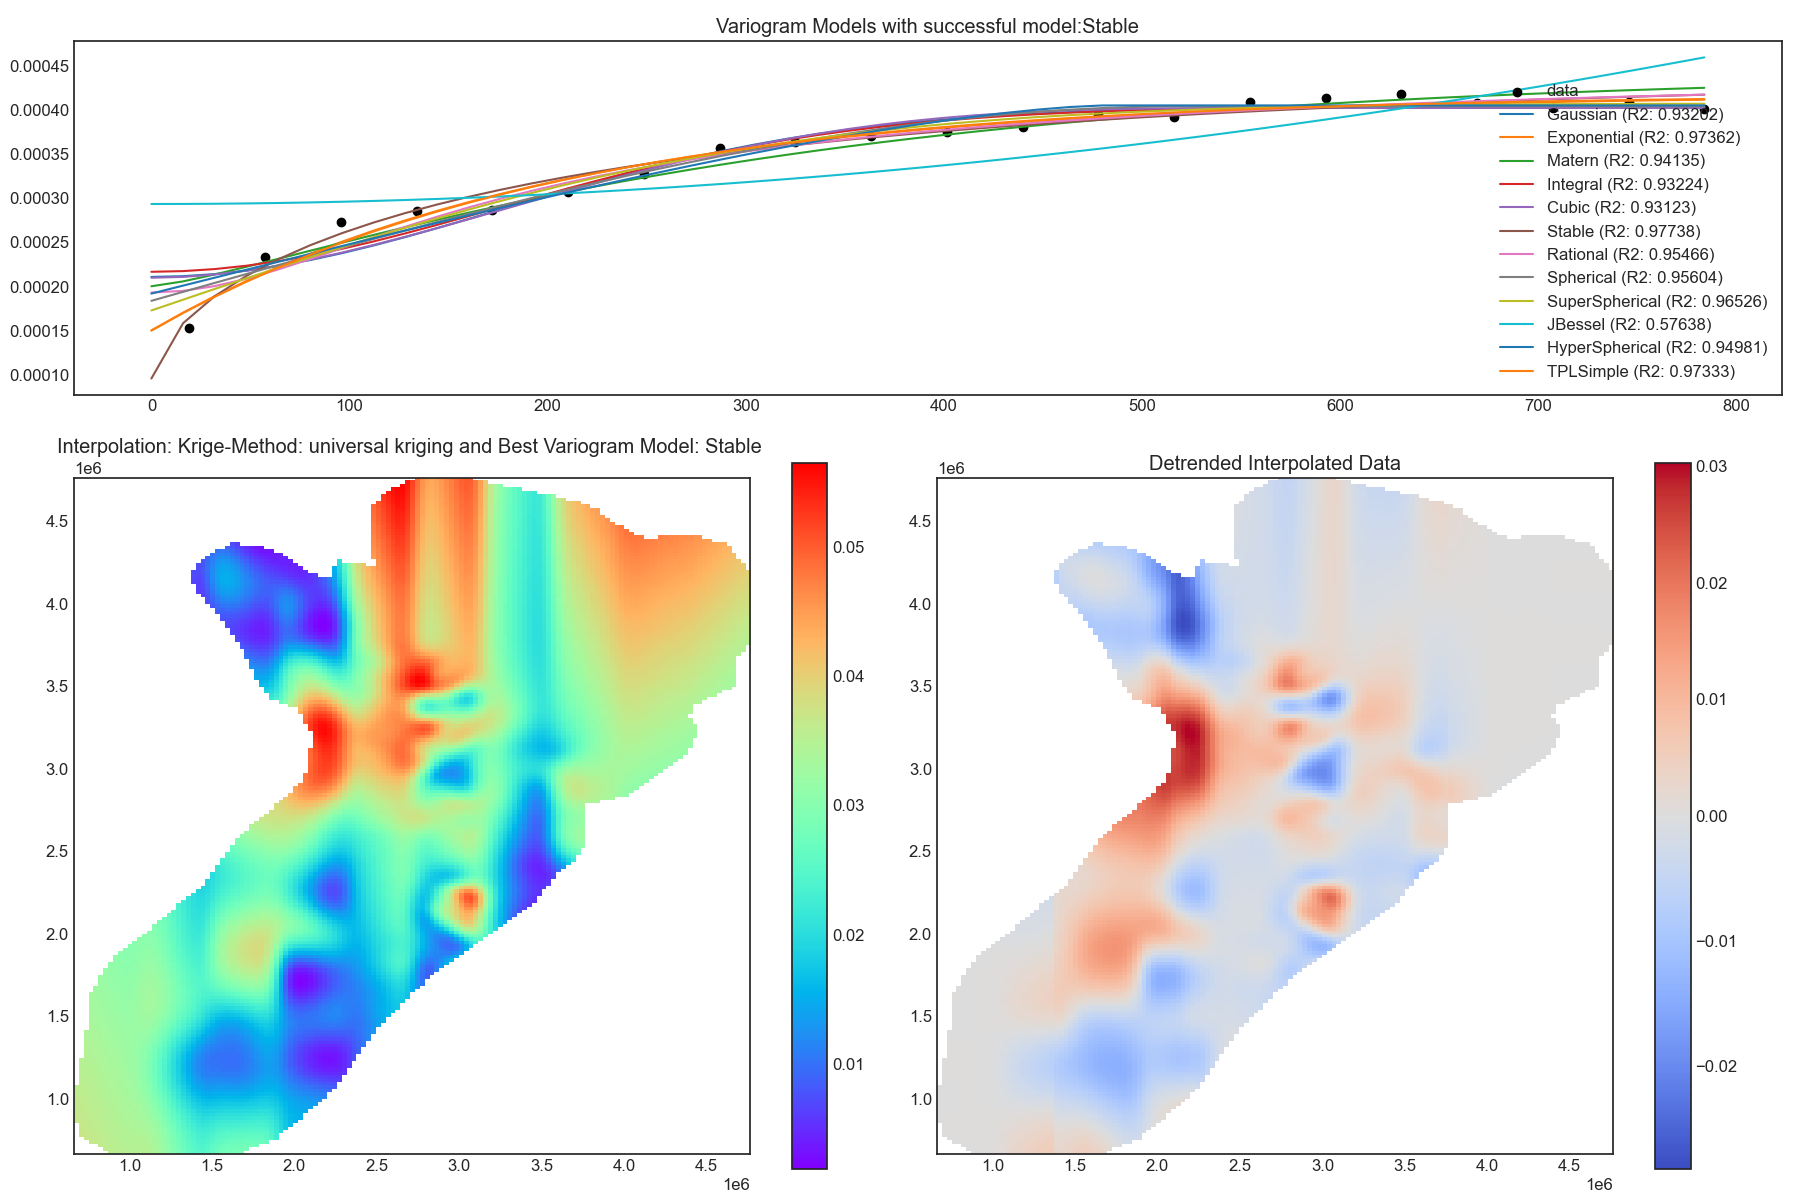 Variogram Models with successful model:Stable
0.00045
0.00040
0.00035
0.00030
0.00025
0.00020
0.00015
0.00010
data
Gaussian (R2: 0.93202)
Exponential (R2: 0.97362)
Matern (R2: 0.94135)
Integral (R2: 0.93224)
Cubic (R2: 0.93123)
Stable (R2: 0.97738)
Rational (R2: 0.95466)
Spherical (R2: 0.95604)
SuperSpherical (R2: 0.96526)
JBessel (R2: 0.57638)
HyperSpherical (R2: 0.94981)
TPLSimple (R2: 0.97333)
0 100 200 300 400 500 600 700 800
Interpolation: Krige-Method: universal kriging and Best Variogram Model: Stable
1e6
4.5
4.0
3.5
3.0
2.5
2.0
1.5
1.0
1.0 1.5 2.0 2.5 3.0 3.5 4.0 4.5
1e6
0.05
0.04
0.03
0.02
0.01
Detrended Interpolated Data
1e6
4.5
4.0
3.5
3.0
2.5
2.0
1.5
1.0
1.0 1.5 2.0 2.5 3.0 3.5 4.0 4.5
1e6
0.03
0.02
0.01
0.00
−0.01
−0.02